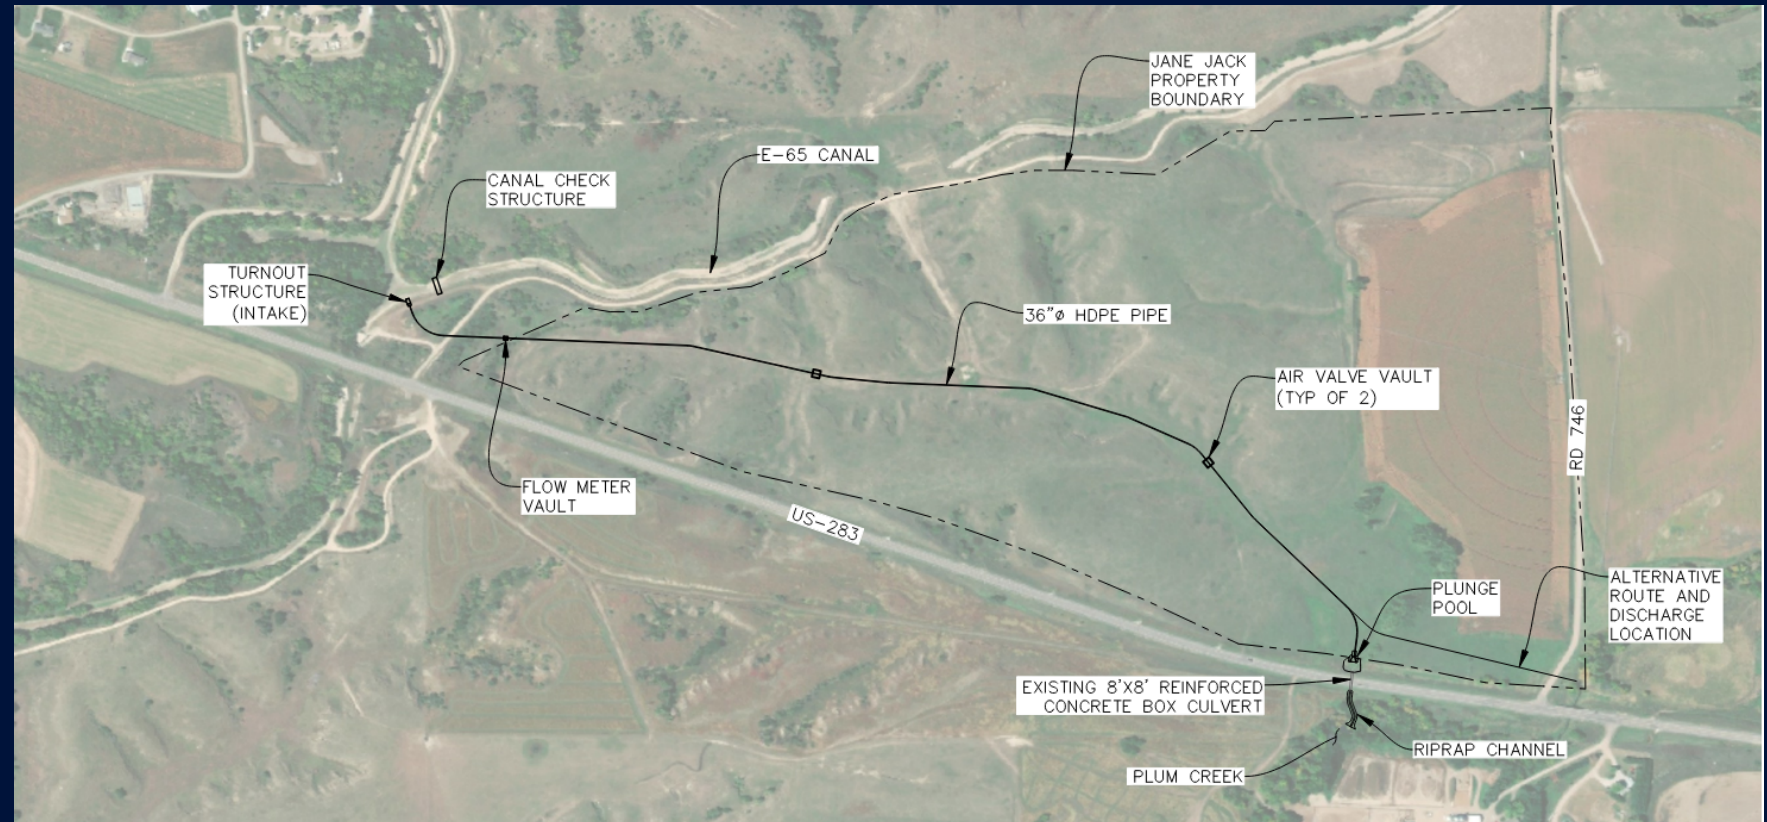 JANE JACK
PROPERTY
BOUNDARY
E-65 CANAL
CANAL CHECK
STRUCTURE
TURNOUT
STRUCTURE
(INTAKE)
36"ø HDPE PIPE
AIR VALVE VAULT
(TYP OF 2)
RD 746
FLOW METER
VAULT
US-283
PLUNGE
POOL
ALTERNATIVE
ROUTE AND
DISCHARGE
LOCATION
EXISTING 8'X8' REINFORCED
CONCRETE BOX CULVERT
RIPRAP CHANNEL
PLUM CREEK